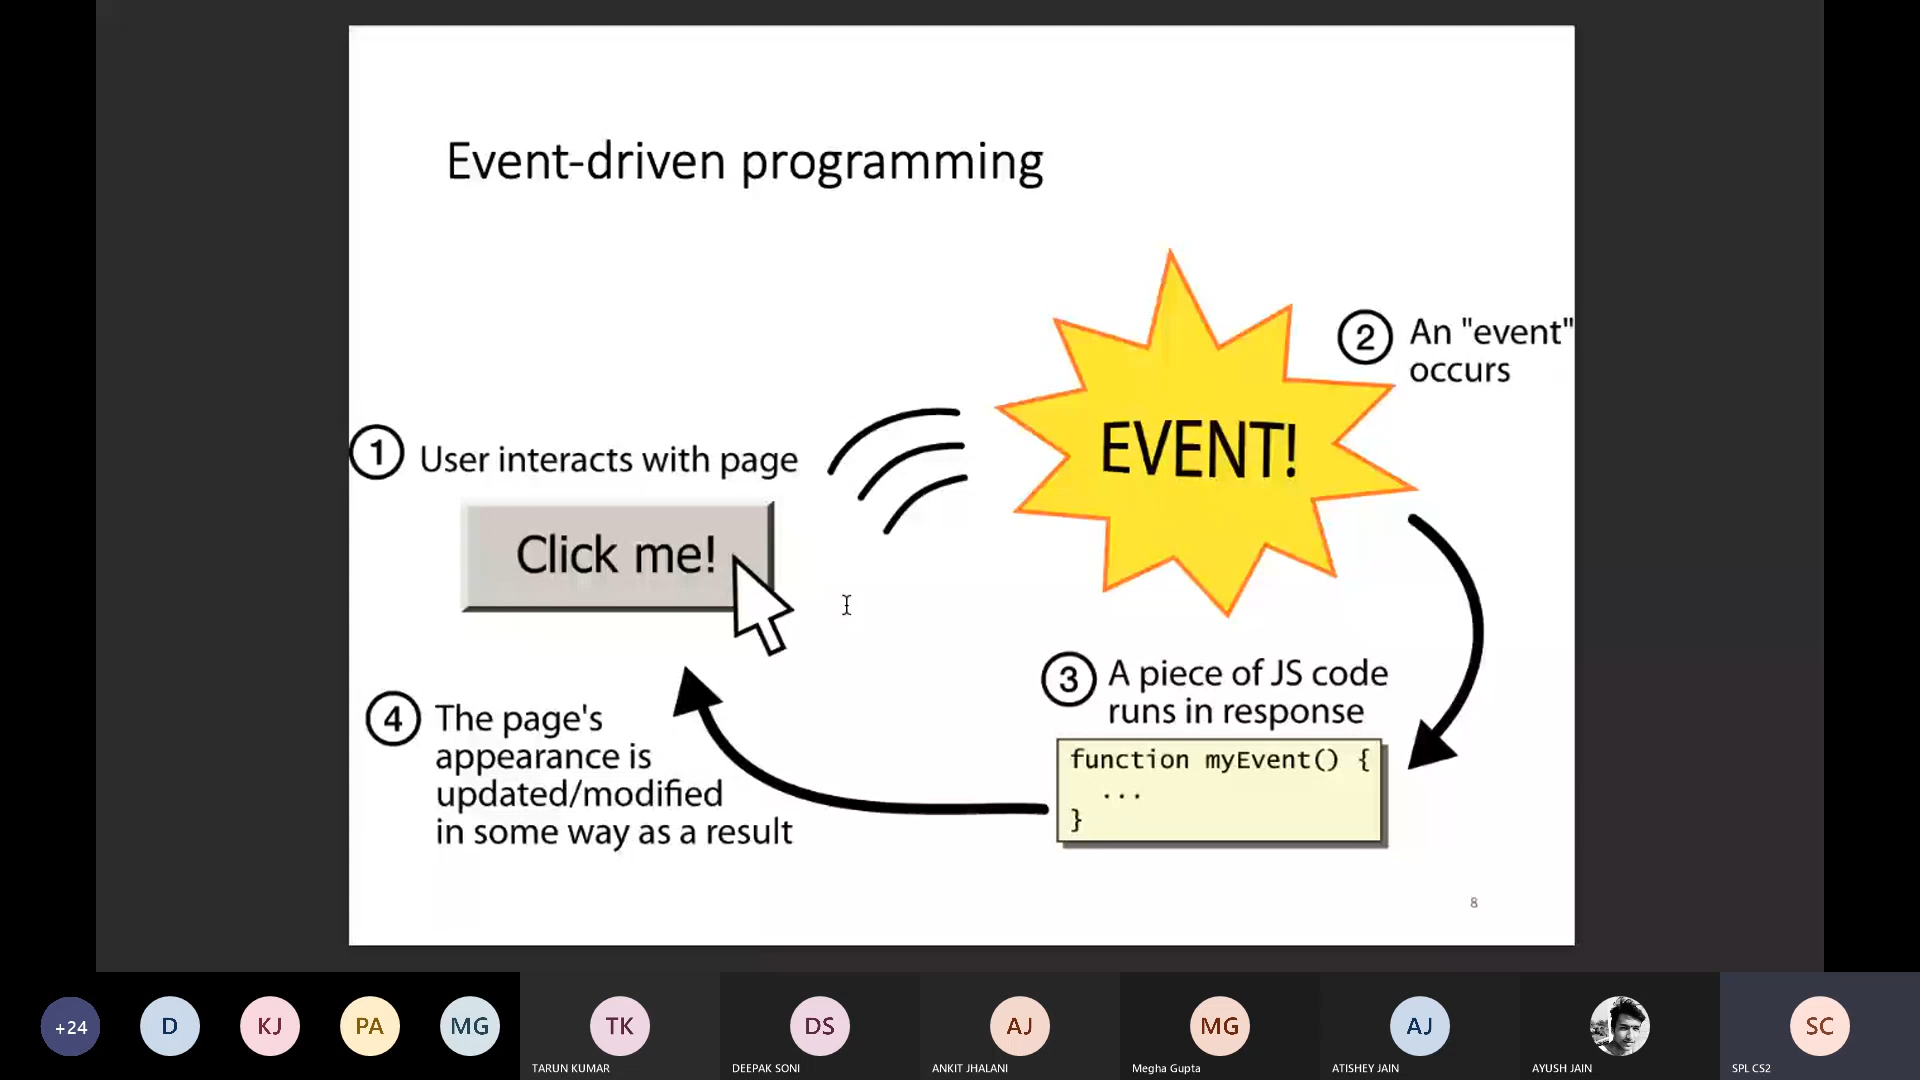 Event-driven programming
2 An "event"
occurs
EVENT!
1 User interacts with page
Click me!
3 A piece of JS code
runs in response
function myEvent() {
...
}
4 The page's
appearance is
updated/modified
in some way as a result
8
+24
D
KJ
PA
MG
TK
TARUN KUMAR
DS
DEEPAK SONI
AJ
ANKIT JHALANI
MG
Megha Gupta
AJ
ATISHEY JAIN
AYUSH JAIN
SC
SPL CS2